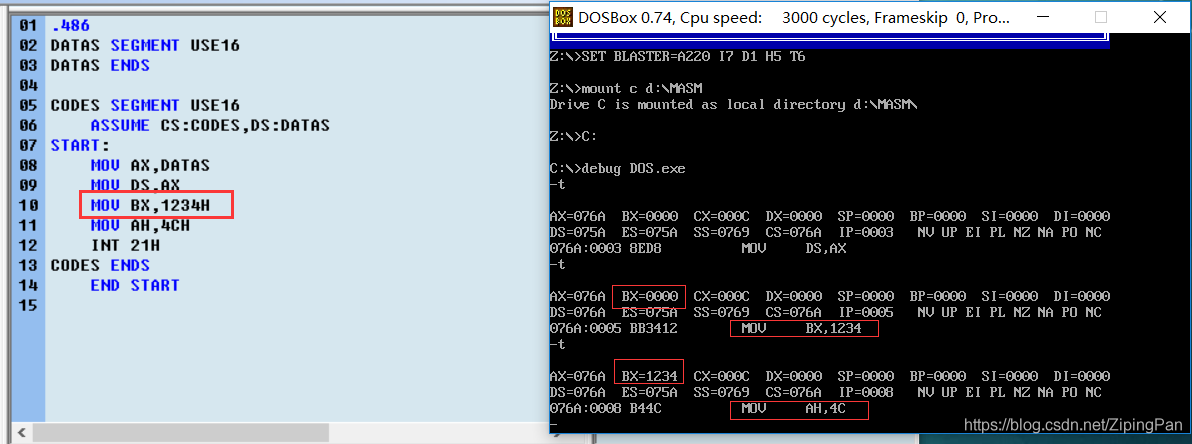 01 .486
02 DATAS SEGMENT USE16
03 DATAS ENDS
04
05 CODES SEGMENT USE16
06 ASSUME CS:CODES,DS:DATAS
07 START:
08 MOV AX,DATAS
09 MOV DS,AX
10 MOV BX,1234H
11 MOV AH,4CH
12 INT 21H
13 CODES ENDS
14 END START
15
DOS BOX
DOSBox 0.74, Cpu speed: 3000 cycles, Frameskip 0, Pro...
Z:\>SET BLASTER=A220 I7 D1 H5 T6
Z:\>mount c d:\MASM
Drive C is mounted as local directory d:\MASM\
Z:\>C:
C:\>debug DOS.exe
-t
AX=076A BX=0000 CX=000C DX=0000 SP=0000 BP=0000 SI=0000 DI=0000
DS=075A ES=075A SS=0769 CS=076A IP=0003 NV UP EI PL NZ NA PO NC
076A:0003 8ED8 MOV DS,AX
-t
AX=076A BX=0000 CX=000C DX=0000 SP=0000 BP=0000 SI=0000 DI=0000
DS=076A ES=075A SS=0769 CS=076A IP=0005 NV UP EI PL NZ NA PO NC
076A:0005 BB3412 MOV BX,1234
-t
AX=076A BX=1234 CX=000C DX=0000 SP=0000 BP=0000 SI=0000 DI=0000
DS=076A ES=075A SS=0769 CS=076A IP=0008 NV UP EI PL NZ NA PO NC
076A:0008 B44C MOV AH,4C
-
https://blog.csdn.net/ZipingPan